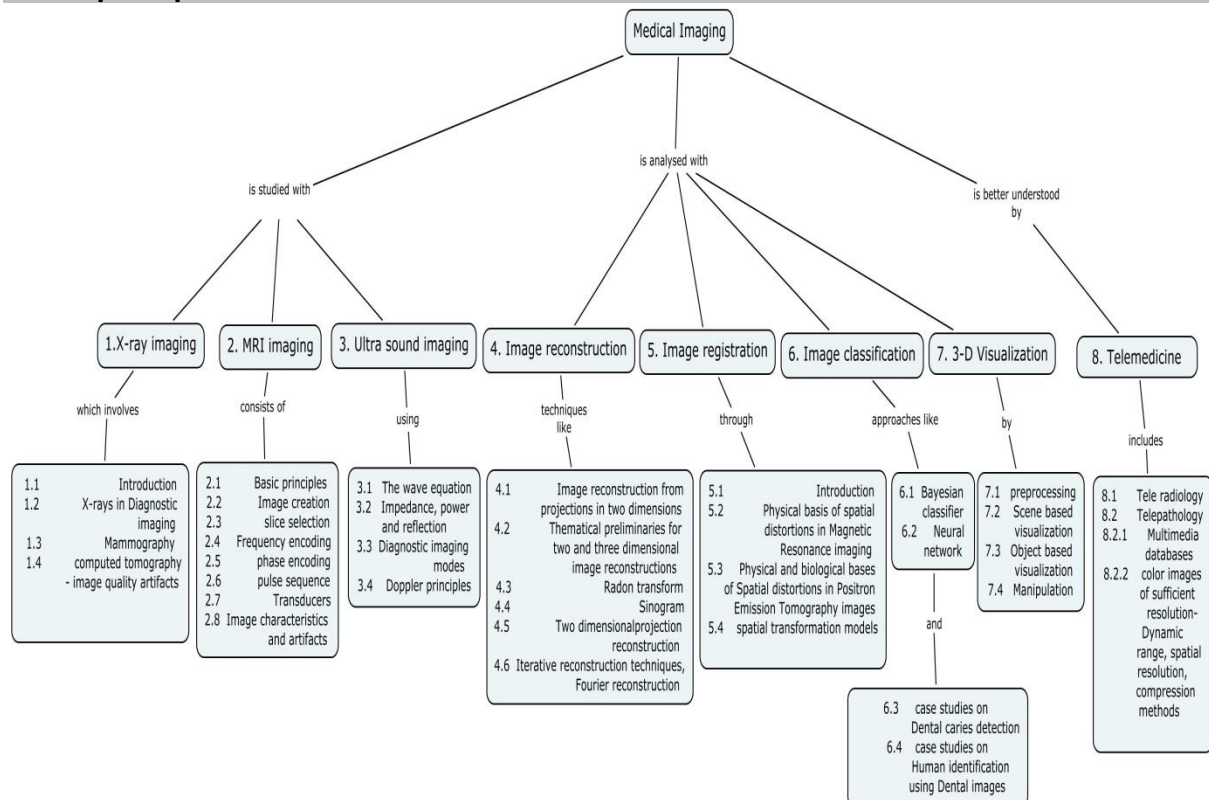 Medical Imaging
is studied with
is analysed with
is better understood
by
1.X-ray imaging
2. MRI imaging
3. Ultra sound imaging
4. Image reconstruction
5. Image registration
6. Image classification
7. 3-D Visualization
8. Telemedicine
which involves
consists of
using
techniques
like
through
approaches like
by
includes
1.1 Introduction
1.2 X-rays in Diagnostic
imaging
1.3 Mammography
1.4 computed tomography
- image quality artifacts
2.1 Basic principles
2.2 Image creation
2.3 slice selection
2.4 Frequency encoding
2.5 phase encoding
2.6 pulse sequence
2.7 Transducers
2.8 Image characteristics
and artifacts
3.1 The wave equation
3.2 Impedance, power
and reflection
3.3 Diagnostic imaging
modes
3.4 Doppler principles
4.1 Image reconstruction from
projections in two dimensions
4.2 Thematical preliminaries for
two and three dimensional
image reconstructions
4.3 Radon transform
4.4 Sinogram
4.5 Two dimensionalprojection
reconstruction
4.6 Iterative reconstruction techniques,
Fourier reconstruction
5.1 Introduction
5.2 Physical basis of spatial
distortions in Magnetic
Resonance imaging
5.3 Physical and biological bases
of Spatial distortions in Positron
Emission Tomography images
5.4 spatial transformation models
6.1 Bayesian
classifier
6.2 Neural
network
and
6.3 case studies on
Dental caries detection
6.4 case studies on
Human identification
using Dental images
7.1 preprocessing
7.2 Scene based
visualization
7.3 Object based
visualization
7.4 Manipulation
8.1 Tele radiology
8.2 Telepathology
8.2.1 Multimedia
databases
8.2.2 color images
of sufficient
resolution-
Dynamic
range, spatial
resolution,
compression
methods